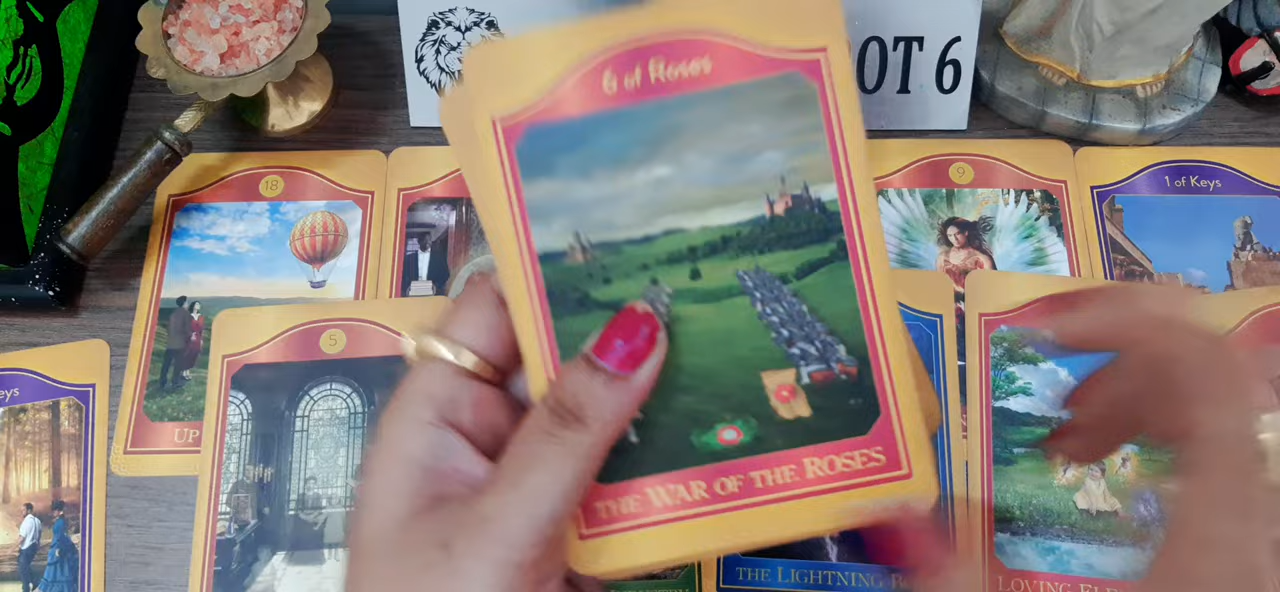 OT 6
6 of Roses
18
9
1 of Keys
5
eys
UP
THE WAR OF THE ROSES
THE LIGHTNING
LOVING